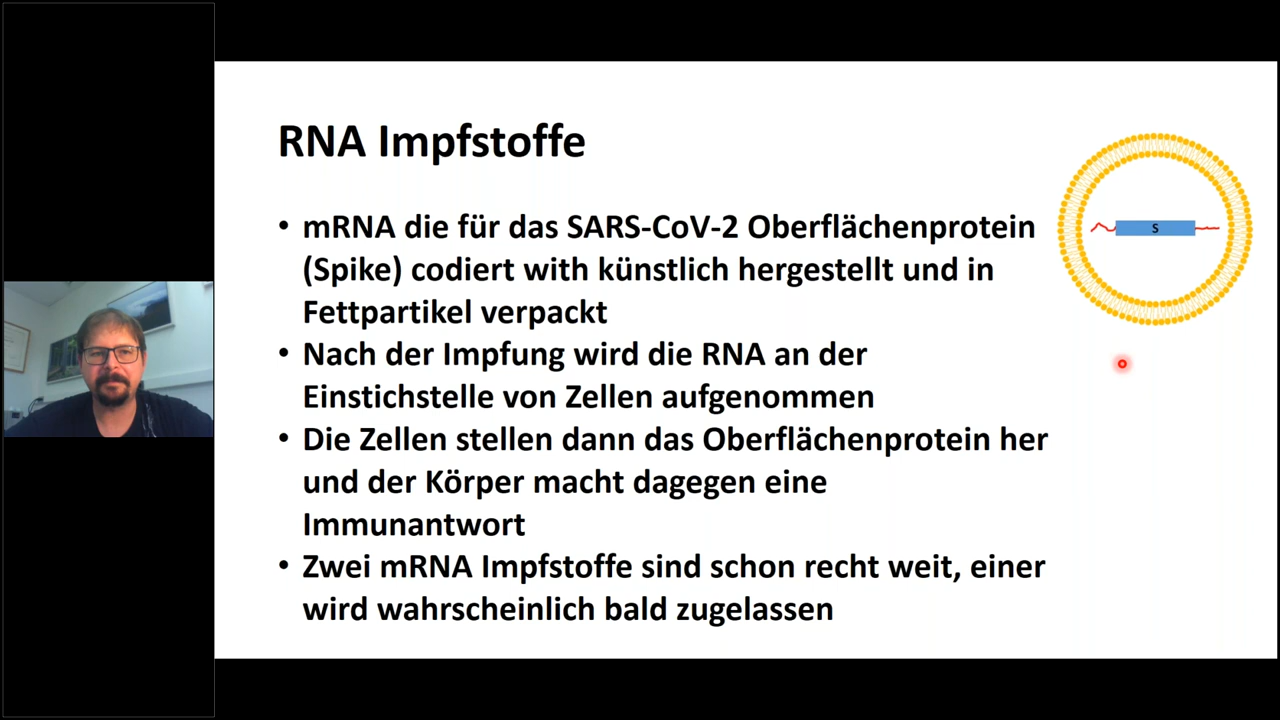 RNA Impfstoffe
• mRNA die für das SARS-CoV-2 Oberflächenprotein
(Spike) codiert with künstlich hergestellt und in
Fettpartikel verpackt
• Nach der Impfung wird die RNA an der
Einstichstelle von Zellen aufgenommen
• Die Zellen stellen dann das Oberflächenprotein her
und der Körper macht dagegen eine
Immunantwort
• Zwei mRNA Impfstoffe sind schon recht weit, einer
wird wahrscheinlich bald zugelassen
S